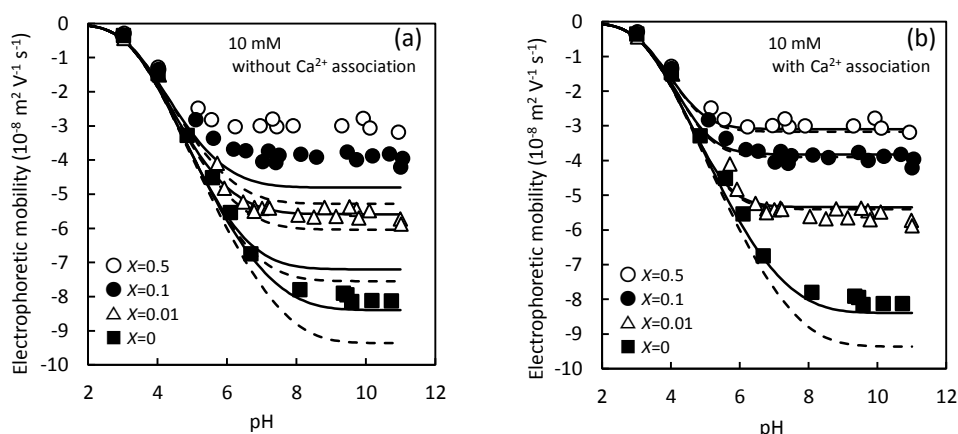 (a)
10 mM
without Ca²⁺ association
Electrophoretic mobility (10⁻⁸ m² V⁻¹ s⁻¹)
0
-1
-2
-3
-4
-5
-6
-7
-8
-9
-10
X=0.5
X=0.1
X=0.01
X=0
2 4 6 8 10 12
pH
(b)
10 mM
with Ca²⁺ association
Electrophoretic mobility (10⁻⁸ m² V⁻¹ s⁻¹)
0
-1
-2
-3
-4
-5
-6
-7
-8
-9
-10
X=0.5
X=0.1
X=0.01
X=0
2 4 6 8 10 12
pH